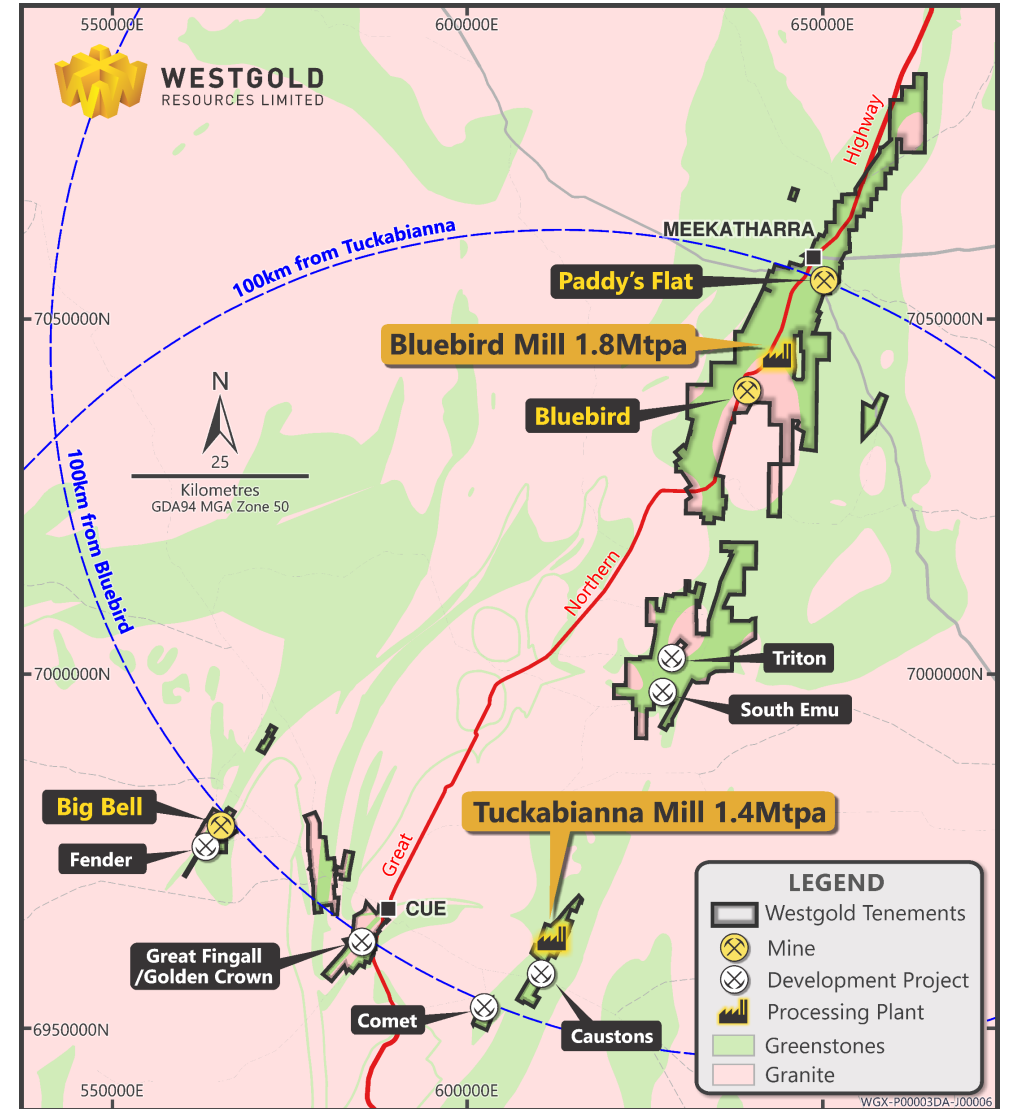 550000E
600000E
650000E
WESTGOLD
RESOURCES LIMITED
Highway
MEEKATHARRA
100km from Tuckabianna
Paddy's Flat
7050000N
7050000N
Bluebird Mill 1.8Mtpa
N
25
Kilometres
GDA94 MGA Zone 50
Bluebird
100km from Bluebird
Northern
Triton
7000000N
7000000N
South Emu
Big Bell
Tuckabianna Mill 1.4Mtpa
Fender
Great
CUE
Great Fingall
/Golden Crown
Comet
Caustons
6950000N
LEGEND
Westgold Tenements
Mine
Development Project
Processing Plant
Greenstones
Granite
550000E
600000E
WGX-P00003DA-J00006